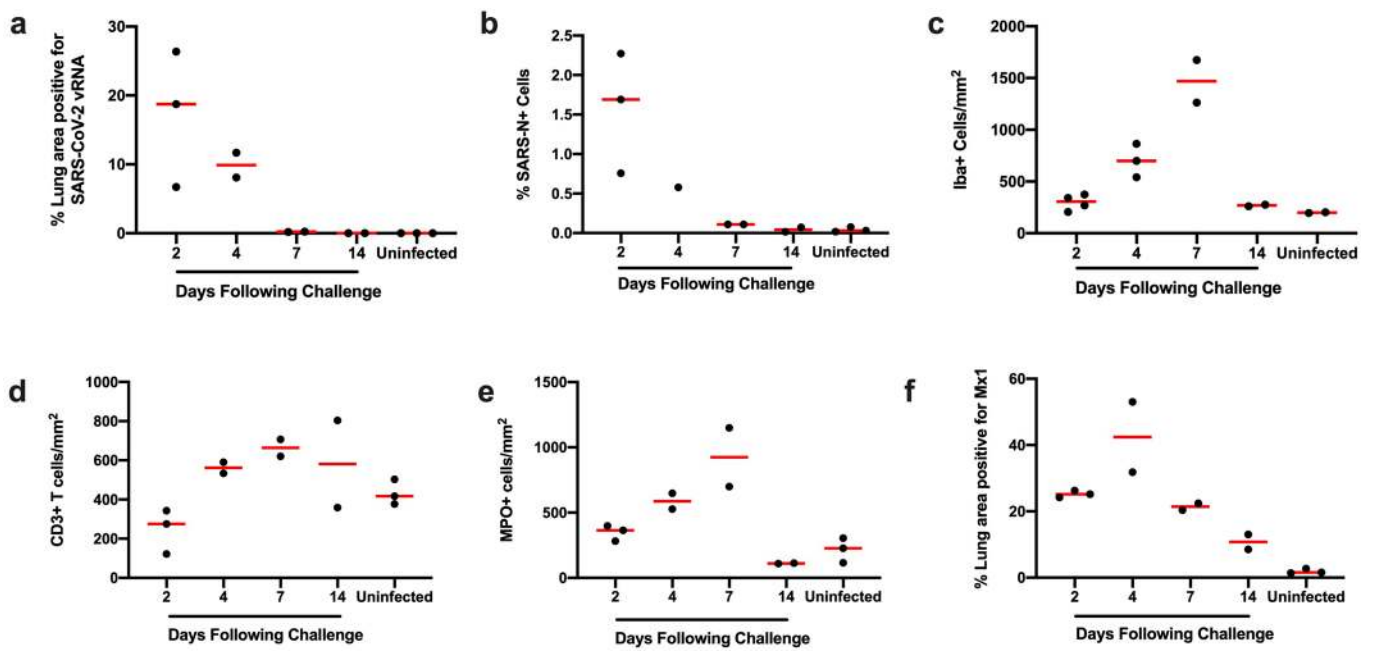 a
% Lung area positive for
SARS-CoV-2 vRNA
30
20
10
0
2 4 7 14 Uninfected
Days Following Challenge
b
% SARS-N+ Cells
2.5
2.0
1.5
1.0
0.5
0.0
2 4 7 14 Uninfected
Days Following Challenge
c
Iba+ Cells/mm²
2000
1500
1000
500
0
2 4 7 14 Uninfected
Days Following Challenge
d
CD3+ T cells/mm²
1000
800
600
400
200
0
2 4 7 14 Uninfected
Days Following Challenge
e
MPO+ cells/mm²
1500
1000
500
0
2 4 7 14 Uninfected
Days Following Challenge
f
% Lung area positive for Mx1
60
40
20
0
2 4 7 14 Uninfected
Days Following Challenge